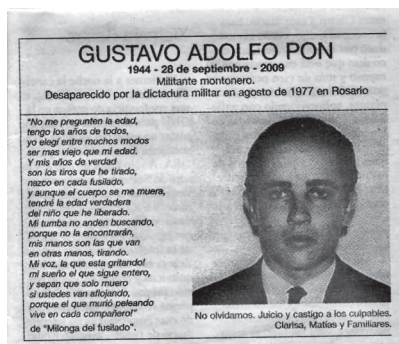 GUSTAVO ADOLFO PON
1944 - 28 de septiembre - 2009
Militante montonero.
Desaparecido por la dictadura militar en agosto de 1977 en Rosario
"No me pregunten la edad,
tengo los años de todos,
yo elegí entre muchos modos
ser mas viejo que mi edad.
Y mis años de verdad
son los tiros que he tirado,
nazco en cada fusilado,
y aunque el cuerpo se me muera,
tendré la edad verdadera
del niño que he liberado.
Mi tumba no anden buscando,
porque no la encontrarán,
mis manos son las que van
en otras manos, tirando.
Mi voz, la que esta gritando!
mi sueño el que sigue entero,
y sepan que solo muero
si ustedes van aflojando,
porque el que murió peleando
vive en cada compañero!"
de "Milonga del fusilado".
No olvidamos. Juicio y castigo a los culpables.
Clarisa, Matías y Familiares.